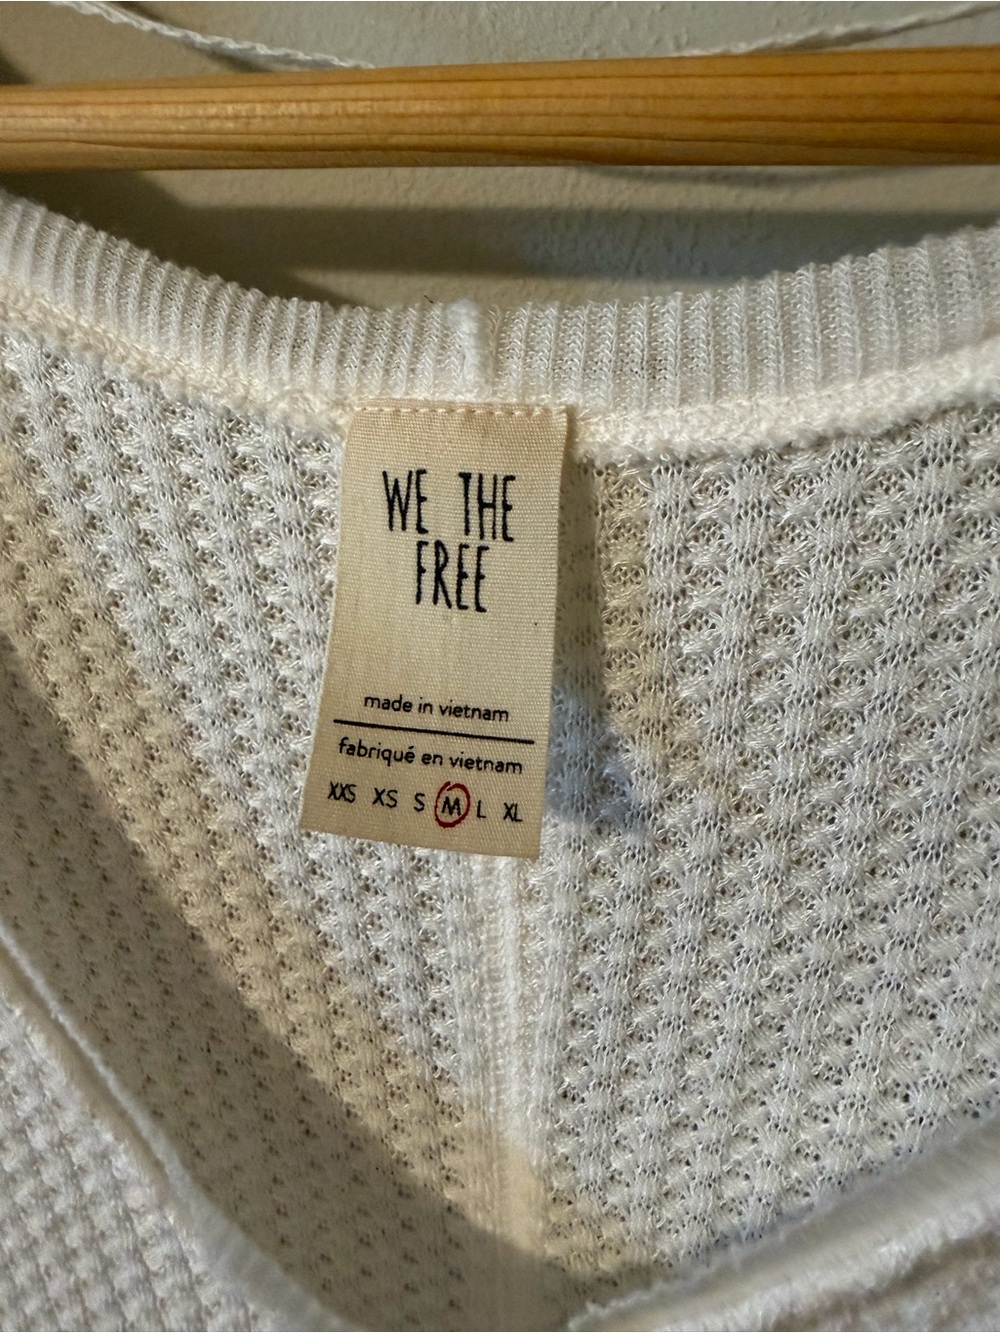 WE THE
FREE
made in vietnam
fabriqué en vietnam
XXS XS S M L XL